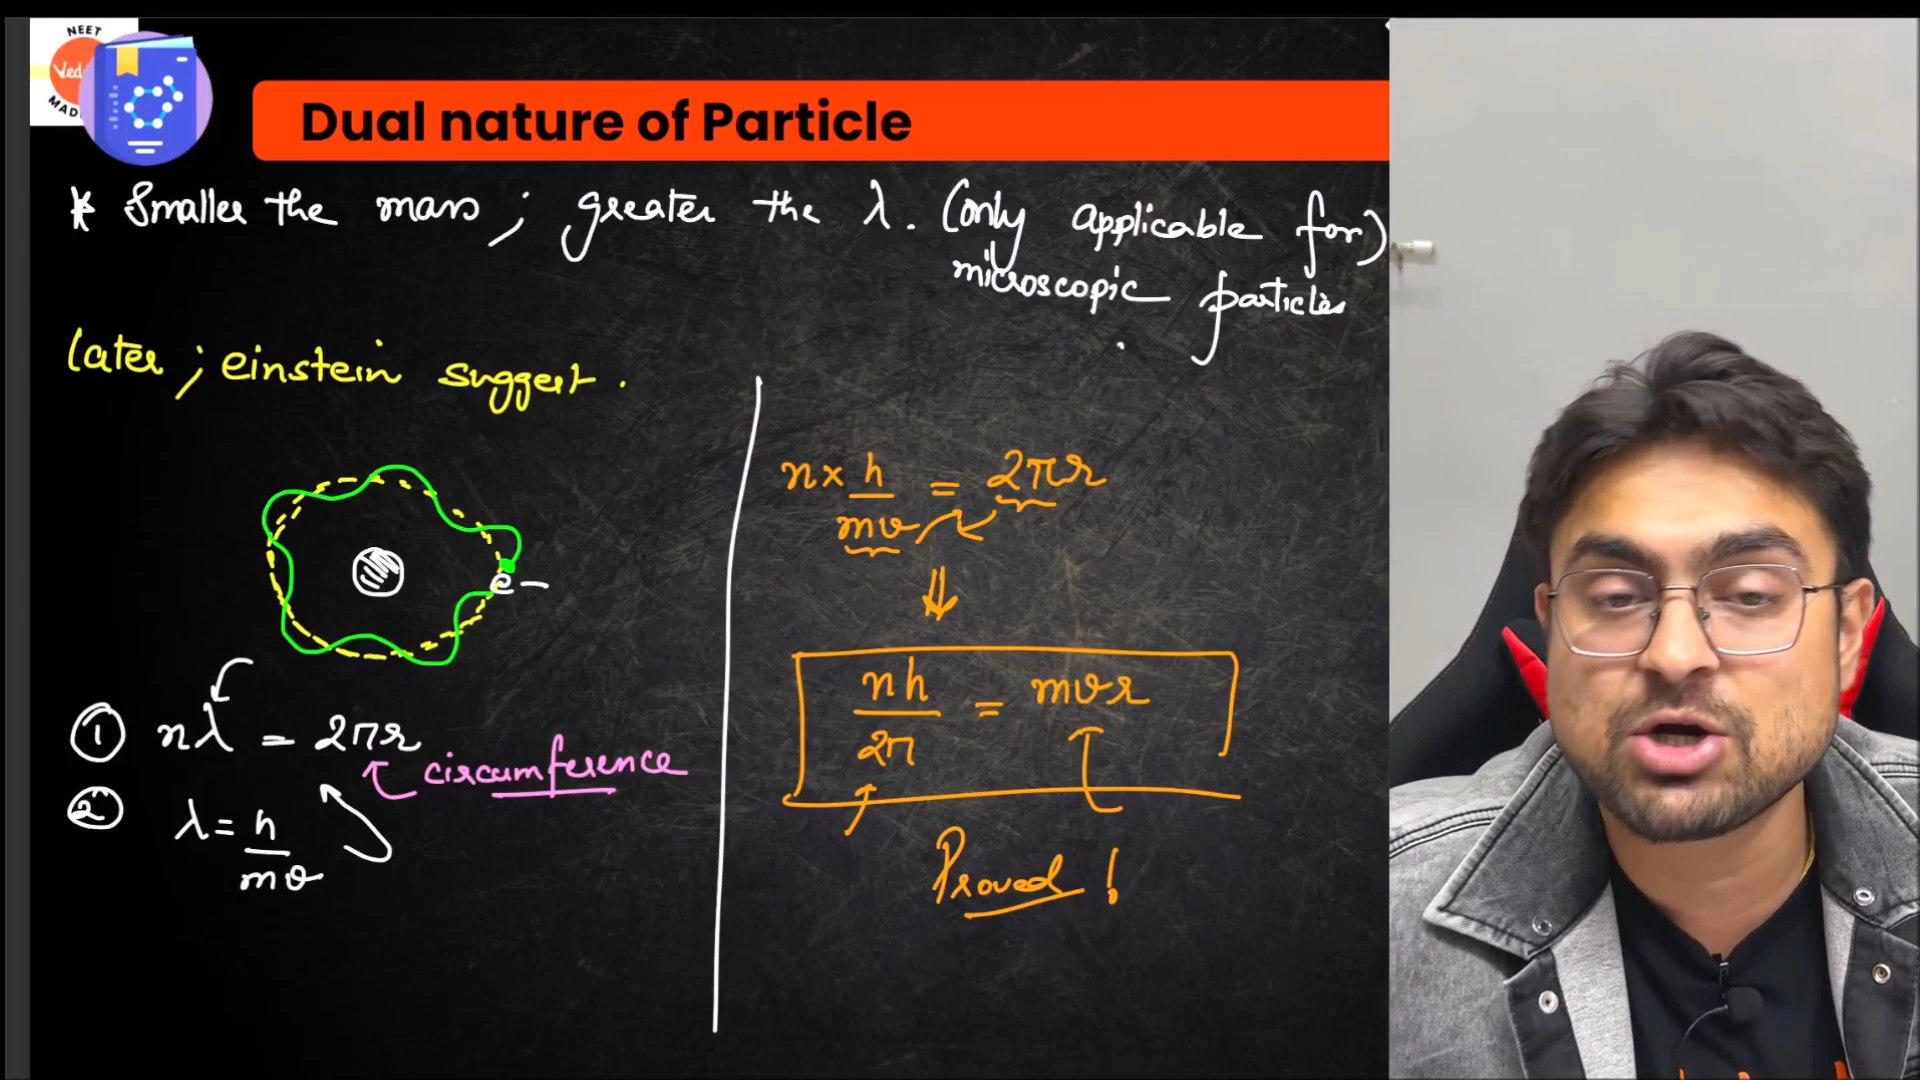 NEET
Ved
MAD
Dual nature of Particle
* Smaller the mass ; greater the λ. (only applicable for)
microscopic particles
later ; einstein suggest.
e-
① nλ = 2πr
circumference
② λ = h/mv
n x h/mv = 2πr
⇓
nh/2π = mvr
Proved !